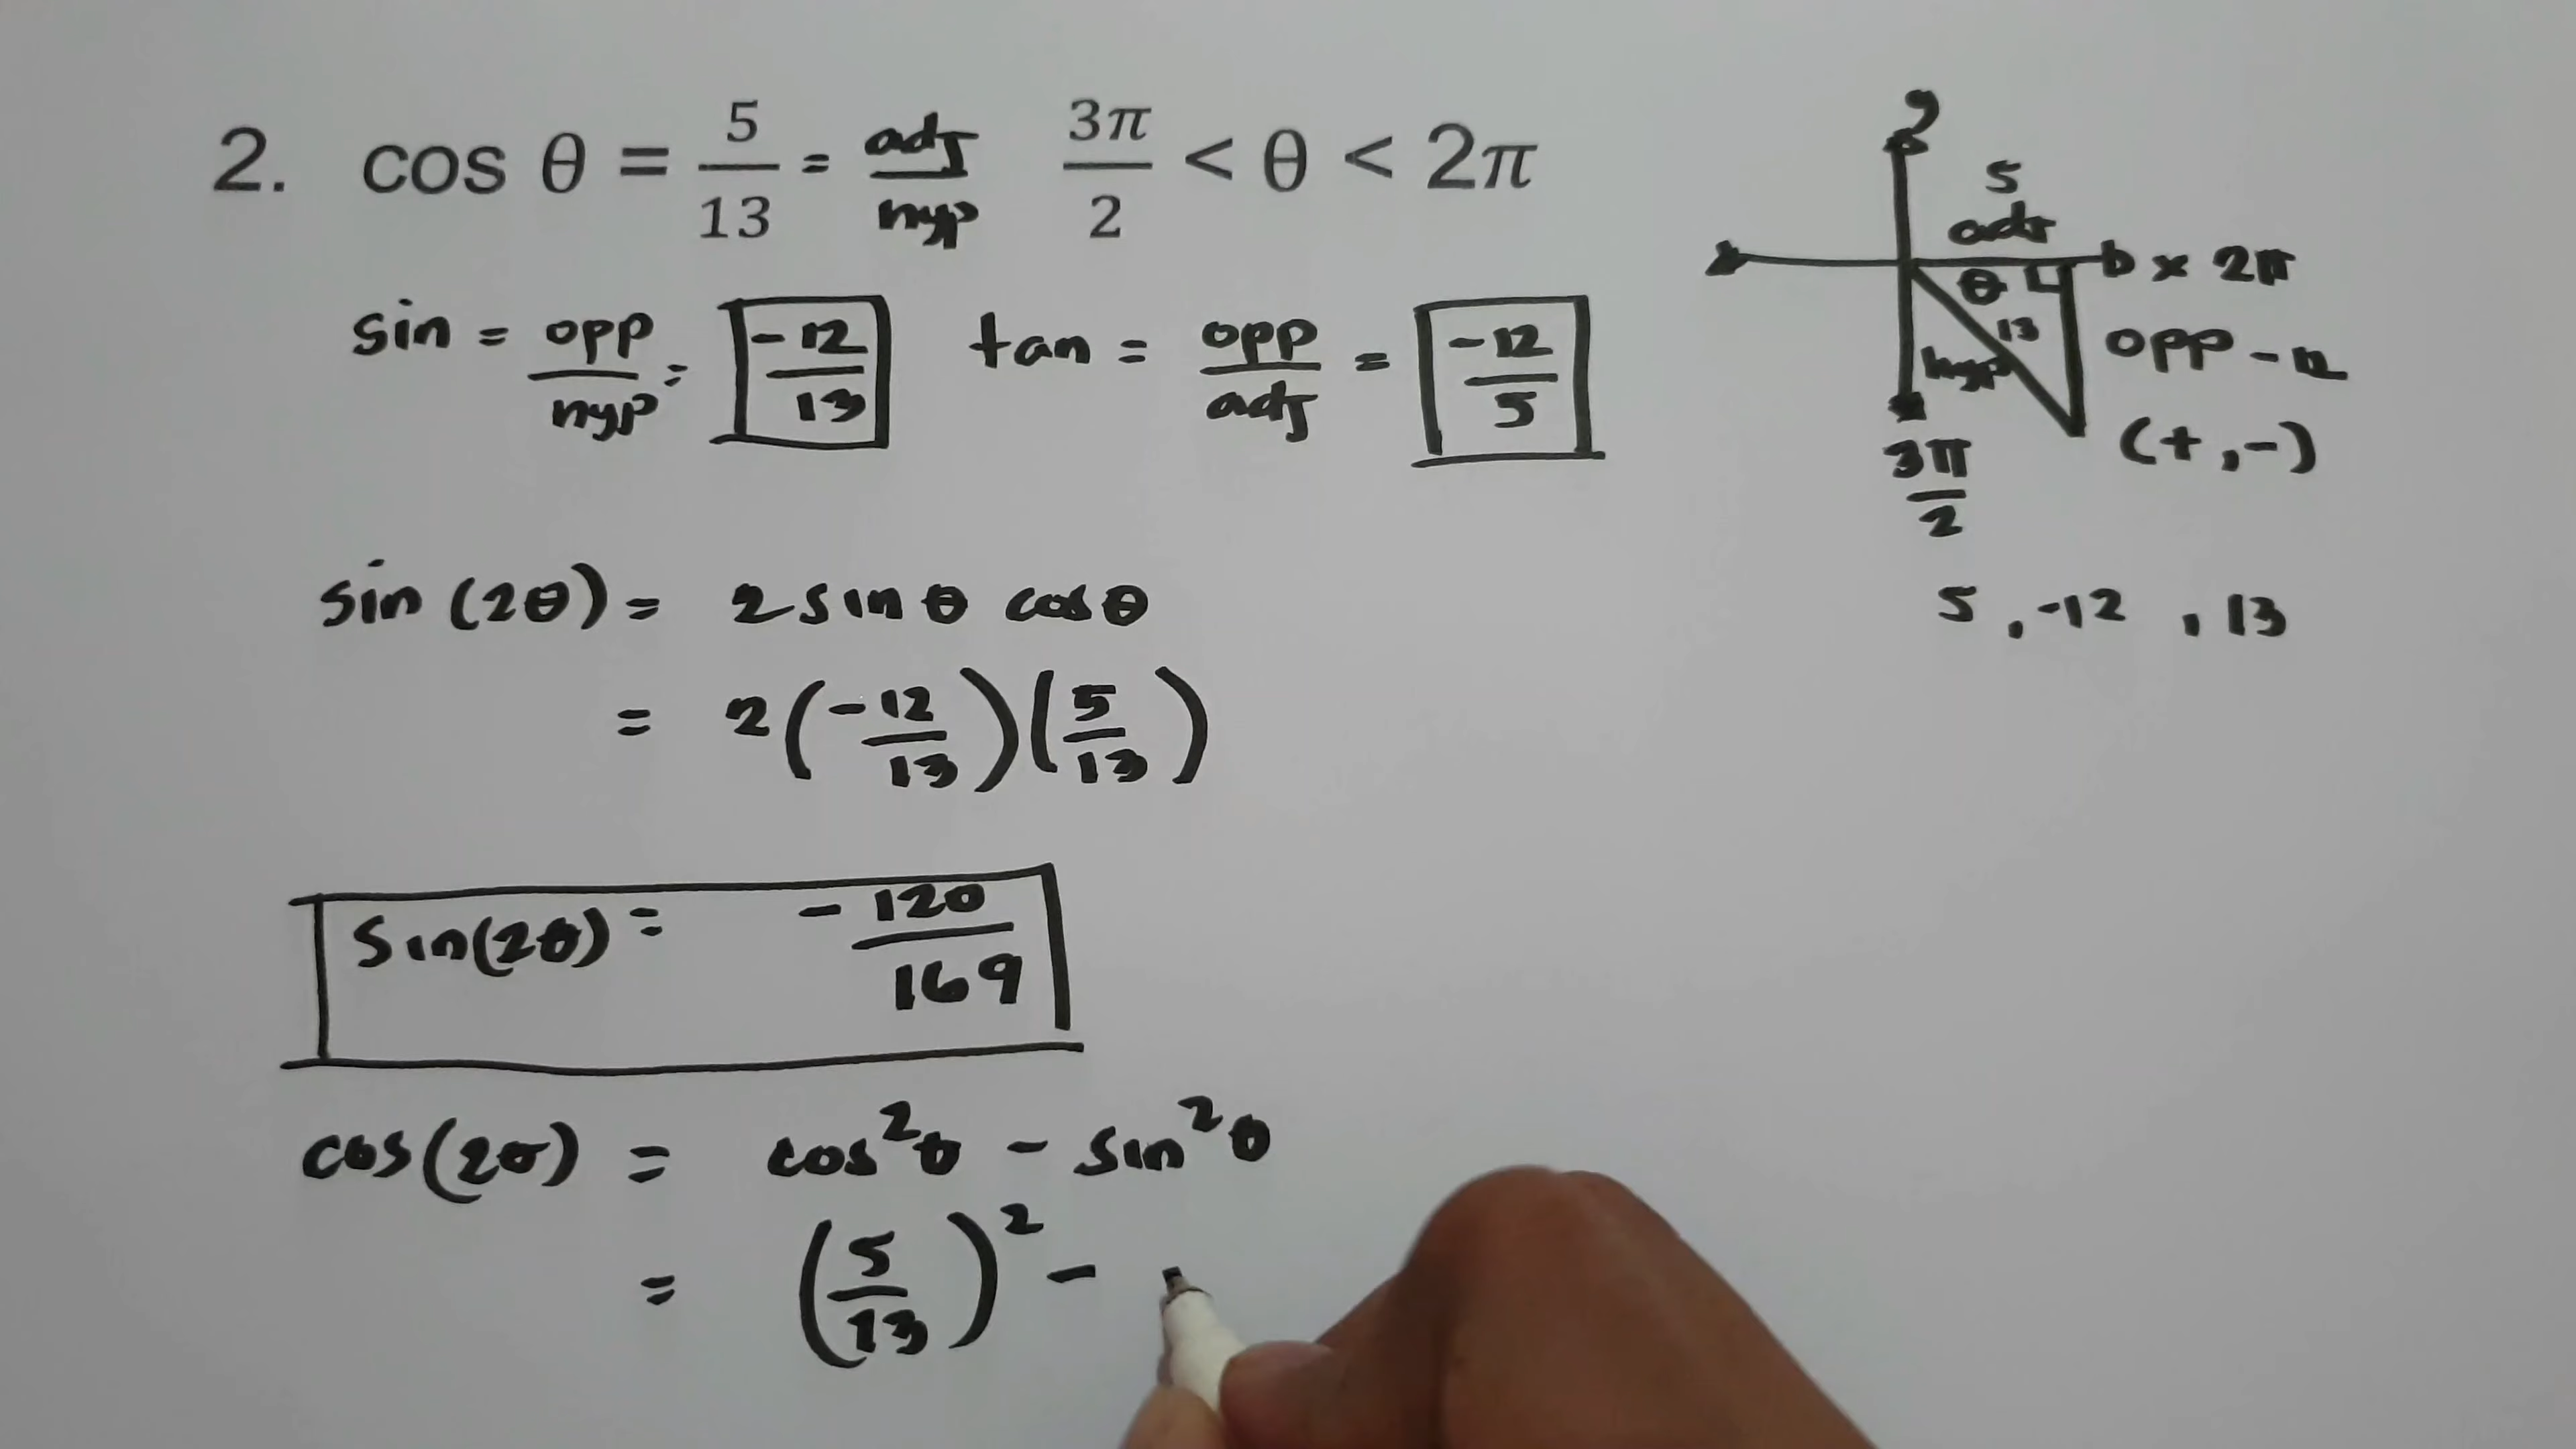 2. cos θ = 5/13 = adj/hyp 3π/2 < θ < 2π
sin = opp/hyp = -12/13 tan = opp/adj = -12/5
sin (2θ) = 2 sin θ cos θ
= 2(-12/13)(5/13)
Sin(2θ) = -120/169
cos(2θ) = cos²θ - sin²θ
= (5/13)² -
y
5
adj
x 2π
θ
13
hyp
opp -12
(+,-)
3π/2
5, -12, 13